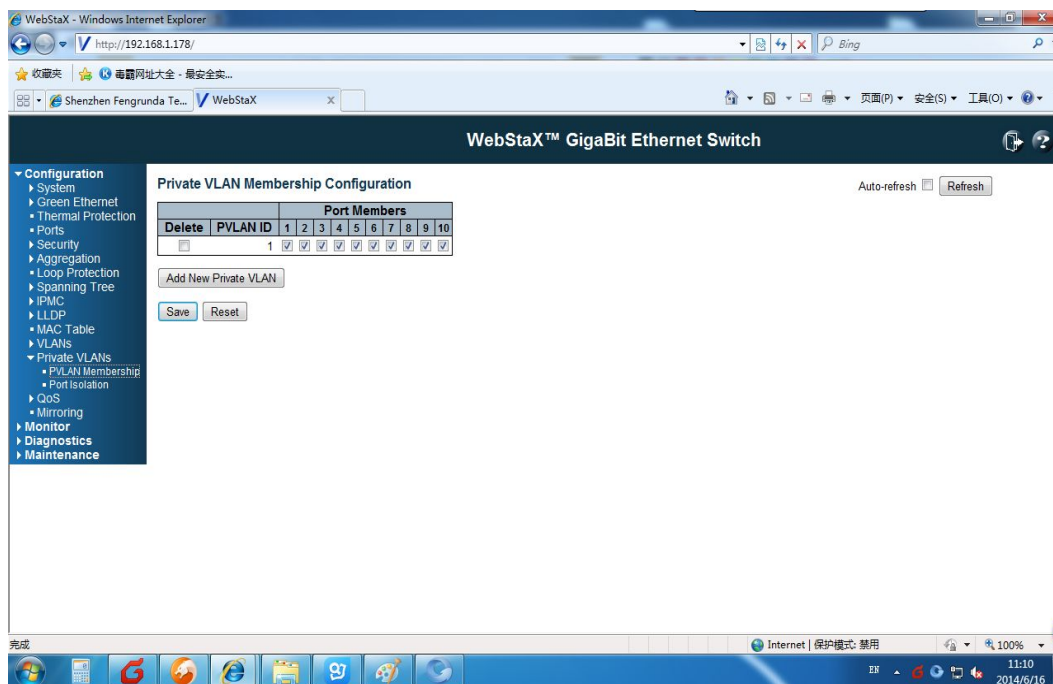 WebStaX - Windows Internet Explorer
http://192.168.1.178/
Bing
收藏夹
毒霸网址大全 - 最安全实...
Shenzhen Fengrunda Te...
WebStaX
页面(P)
安全(S)
工具(O)
WebStaX™ GigaBit Ethernet Switch
Configuration
System
Green Ethernet
Thermal Protection
Ports
Security
Aggregation
Loop Protection
Spanning Tree
IPMC
LLDP
MAC Table
VLANs
Private VLANs
PVLAN Membership
Port Isolation
QoS
Mirroring
Monitor
Diagnostics
Maintenance
Private VLAN Membership Configuration
Auto-refresh Refresh
Port Members
Delete PVLAN ID 1 2 3 4 5 6 7 8 9 10
1
Add New Private VLAN
Save Reset
完成
Internet | 保护模式: 禁用
100%
EN
11:10
2014/6/16